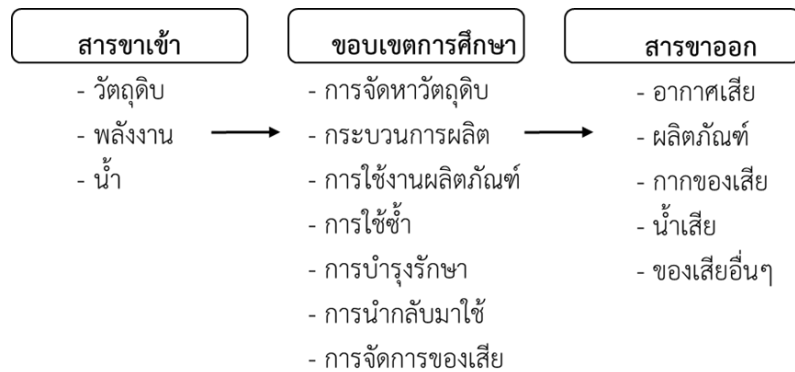 สารขาเข้า
- วัตถุดิบ
- พลังงาน
- น้ำ
ขอบเขตการศึกษา
- การจัดหาวัตถุดิบ
- กระบวนการผลิต
- การใช้งานผลิตภัณฑ์
- การใช้ซ้ำ
- การบำรุงรักษา
- การนำกลับมาใช้
- การจัดการของเสีย
สารขาออก
- อากาศเสีย
- ผลิตภัณฑ์
- กากของเสีย
- น้ำเสีย
- ของเสียอื่นๆ